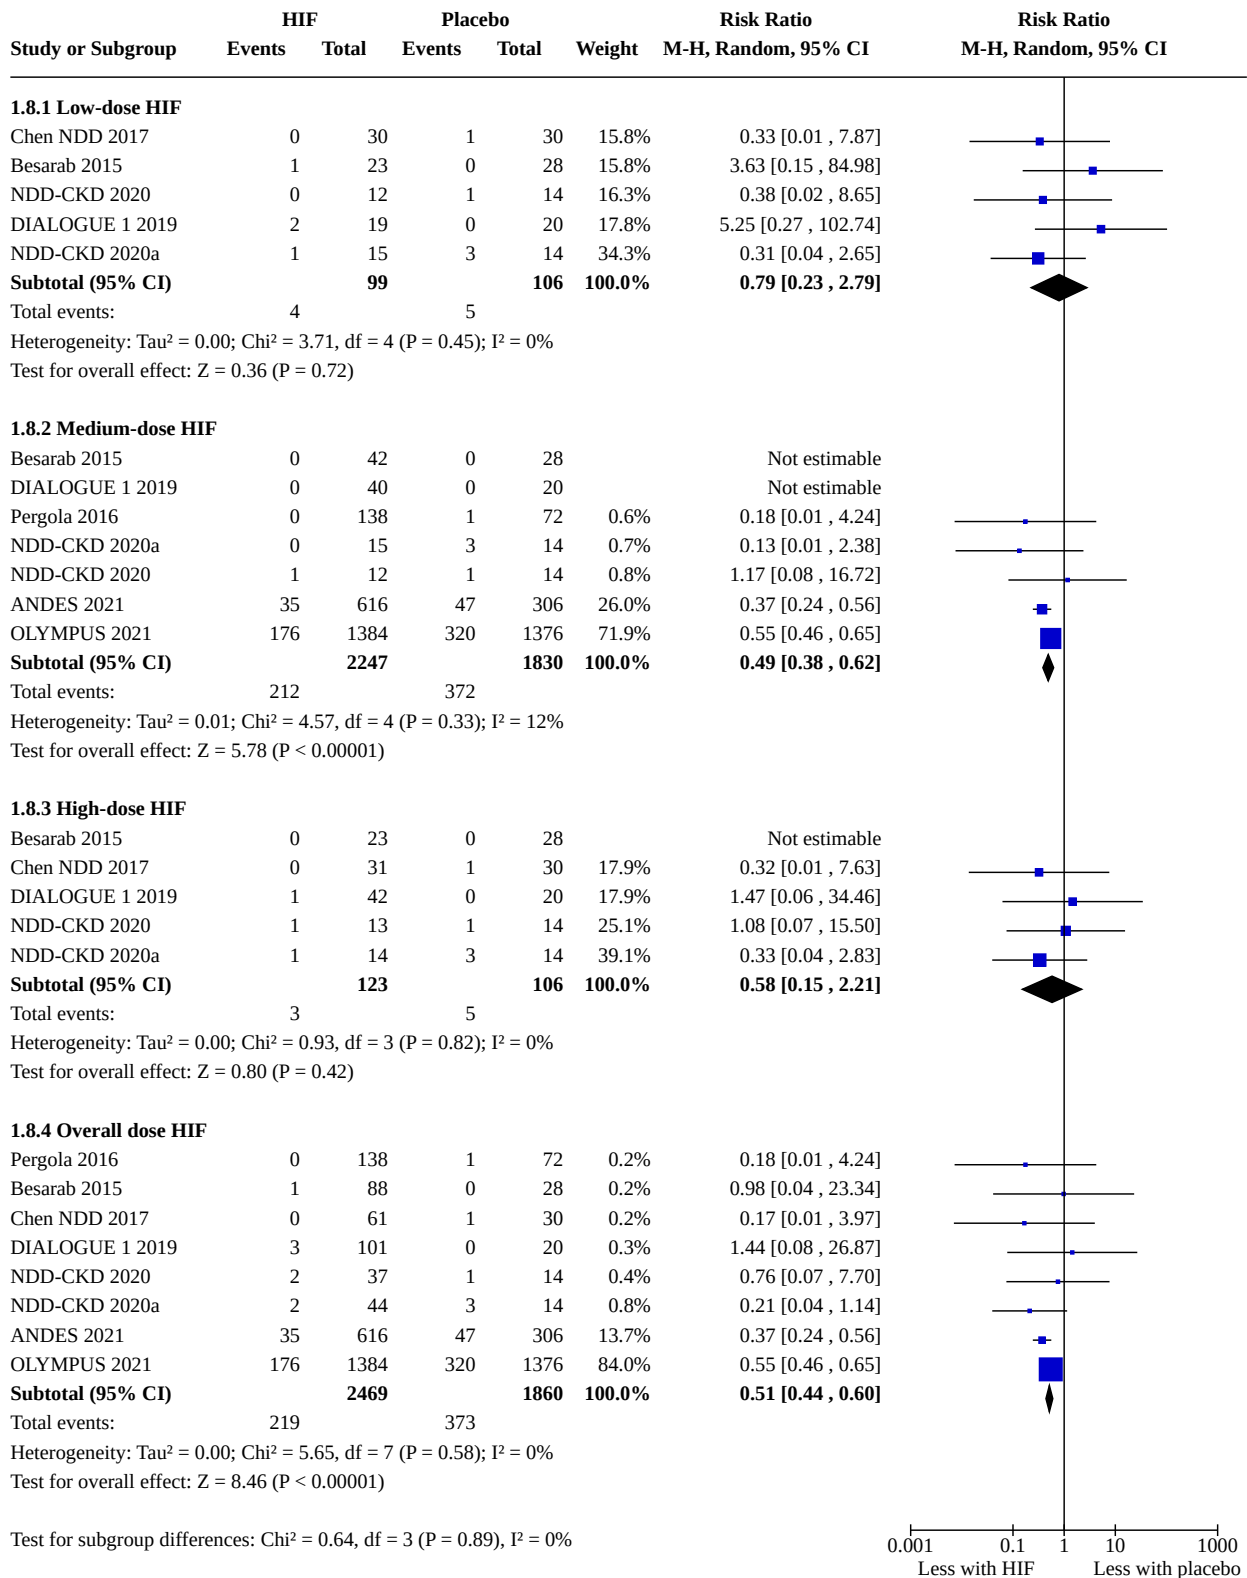 HIF Placebo Risk Ratio Risk Ratio
Study or Subgroup Events Total Events Total Weight M-H, Random, 95% CI M-H, Random, 95% CI
1.8.1 Low-dose HIF
Chen NDD 2017 0 30 1 30 15.8% 0.33 [0.01 , 7.87]
Besarab 2015 1 23 0 28 15.8% 3.63 [0.15 , 84.98]
NDD-CKD 2020 0 12 1 14 16.3% 0.38 [0.02 , 8.65]
DIALOGUE 1 2019 2 19 0 20 17.8% 5.25 [0.27 , 102.74]
NDD-CKD 2020a 1 15 3 14 34.3% 0.31 [0.04 , 2.65]
Subtotal (95% CI) 99 106 100.0% 0.79 [0.23 , 2.79]
Total events: 4 5
Heterogeneity: Tau² = 0.00; Chi² = 3.71, df = 4 (P = 0.45); I² = 0%
Test for overall effect: Z = 0.36 (P = 0.72)
1.8.2 Medium-dose HIF
Besarab 2015 0 42 0 28 Not estimable
DIALOGUE 1 2019 0 40 0 20 Not estimable
Pergola 2016 0 138 1 72 0.6% 0.18 [0.01 , 4.24]
NDD-CKD 2020a 0 15 3 14 0.7% 0.13 [0.01 , 2.38]
NDD-CKD 2020 1 12 1 14 0.8% 1.17 [0.08 , 16.72]
ANDES 2021 35 616 47 306 26.0% 0.37 [0.24 , 0.56]
OLYMPUS 2021 176 1384 320 1376 71.9% 0.55 [0.46 , 0.65]
Subtotal (95% CI) 2247 1830 100.0% 0.49 [0.38 , 0.62]
Total events: 212 372
Heterogeneity: Tau² = 0.01; Chi² = 4.57, df = 4 (P = 0.33); I² = 12%
Test for overall effect: Z = 5.78 (P < 0.00001)
1.8.3 High-dose HIF
Besarab 2015 0 23 0 28 Not estimable
Chen NDD 2017 0 31 1 30 17.9% 0.32 [0.01 , 7.63]
DIALOGUE 1 2019 1 42 0 20 17.9% 1.47 [0.06 , 34.46]
NDD-CKD 2020 1 13 1 14 25.1% 1.08 [0.07 , 15.50]
NDD-CKD 2020a 1 14 3 14 39.1% 0.33 [0.04 , 2.83]
Subtotal (95% CI) 123 106 100.0% 0.58 [0.15 , 2.21]
Total events: 3 5
Heterogeneity: Tau² = 0.00; Chi² = 0.93, df = 3 (P = 0.82); I² = 0%
Test for overall effect: Z = 0.80 (P = 0.42)
1.8.4 Overall dose HIF
Pergola 2016 0 138 1 72 0.2% 0.18 [0.01 , 4.24]
Besarab 2015 1 88 0 28 0.2% 0.98 [0.04 , 23.34]
Chen NDD 2017 0 61 1 30 0.2% 0.17 [0.01 , 3.97]
DIALOGUE 1 2019 3 101 0 20 0.3% 1.44 [0.08 , 26.87]
NDD-CKD 2020 2 37 1 14 0.4% 0.76 [0.07 , 7.70]
NDD-CKD 2020a 2 44 3 14 0.8% 0.21 [0.04 , 1.14]
ANDES 2021 35 616 47 306 13.7% 0.37 [0.24 , 0.56]
OLYMPUS 2021 176 1384 320 1376 84.0% 0.55 [0.46 , 0.65]
Subtotal (95% CI) 2469 1860 100.0% 0.51 [0.44 , 0.60]
Total events: 219 373
Heterogeneity: Tau² = 0.00; Chi² = 5.65, df = 7 (P = 0.58); I² = 0%
Test for overall effect: Z = 8.46 (P < 0.00001)
Test for subgroup differences: Chi² = 0.64, df = 3 (P = 0.89), I² = 0%
0.001 0.1 1 10 1000
Less with HIF Less with placebo